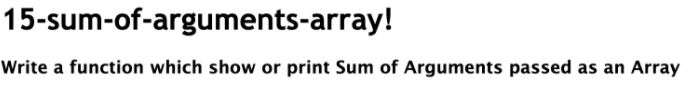 15-sum-of-arguments-array!
Write a function which show or print Sum of Arguments passed as an Array